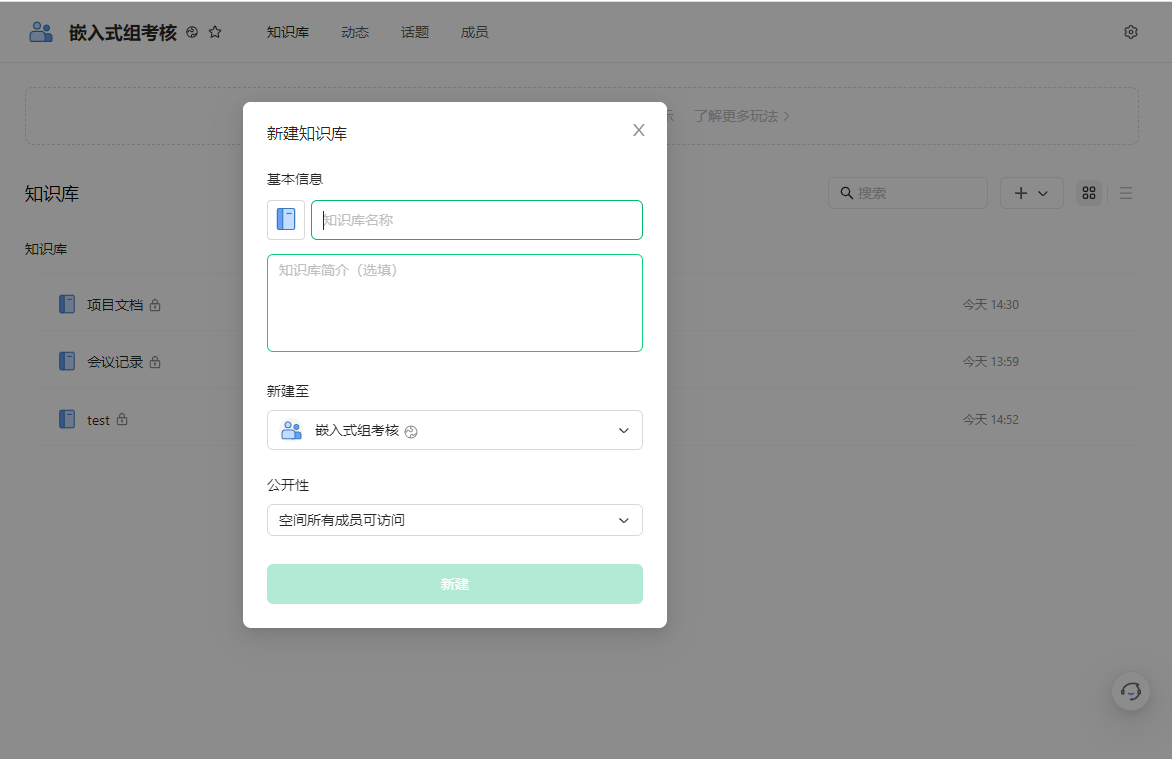 嵌入式组考核 知识库 动态 话题 成员
了解更多玩法
新建知识库
知识库
搜索
基本信息
知识库名称
知识库
知识库简介（选填）
项目文档 今天 14:30
会议记录 今天 13:59
新建至
test 今天 14:52
嵌入式组考核
公开性
空间所有成员可访问
新建